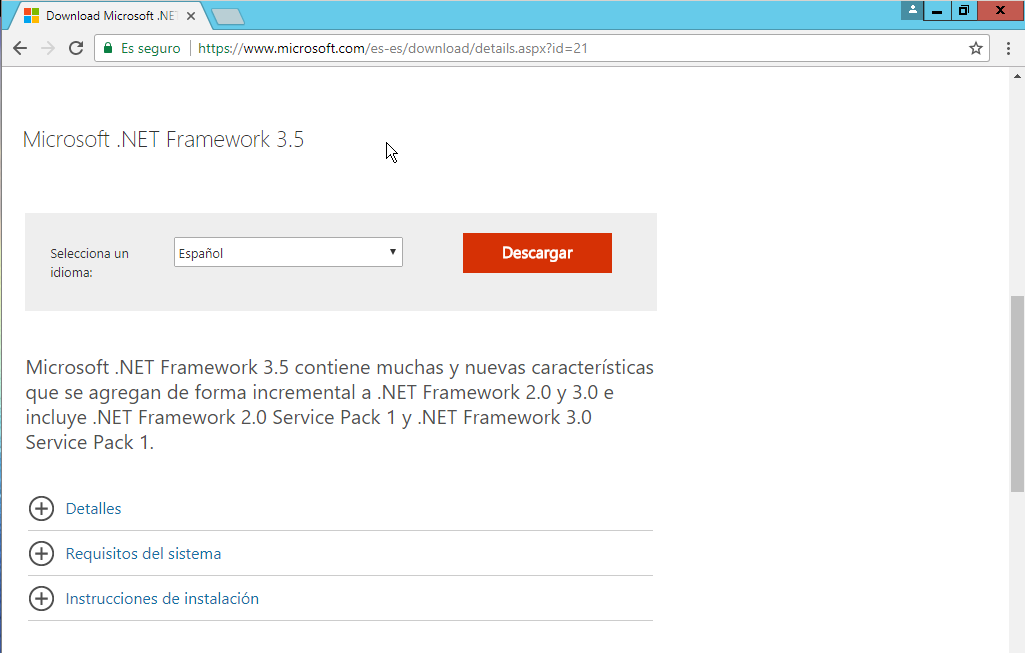 Download Microsoft .NET
Es seguro
https://www.microsoft.com/es-es/download/details.aspx?id=21
Microsoft .NET Framework 3.5
Selecciona un
idioma:
Español
Descargar
Microsoft .NET Framework 3.5 contiene muchas y nuevas características
que se agregan de forma incremental a .NET Framework 2.0 y 3.0 e
incluye .NET Framework 2.0 Service Pack 1 y .NET Framework 3.0
Service Pack 1.
Detalles
Requisitos del sistema
Instrucciones de instalación